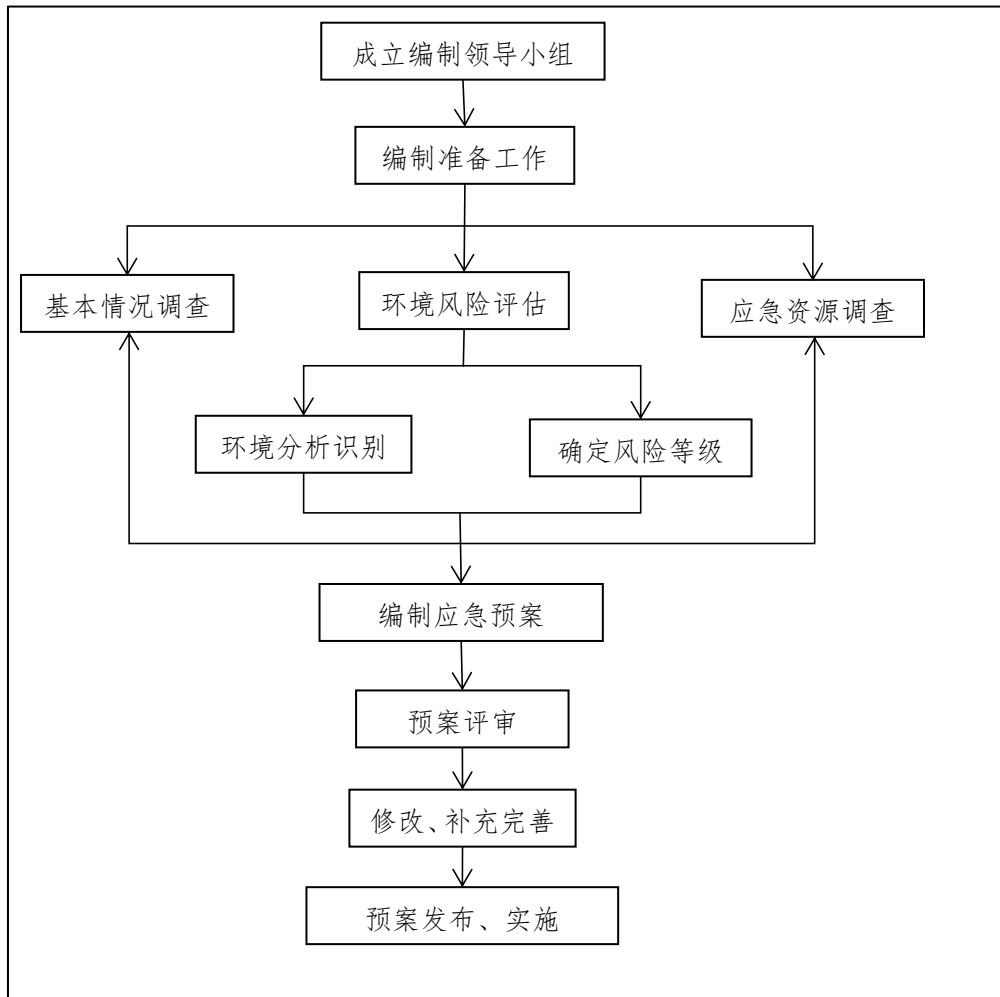 成立编制领导小组
编制准备工作
基本情况调查
环境风险评估
应急资源调查
环境分析识别
确定风险等级
编制应急预案
预案评审
修改、补充完善
预案发布、实施